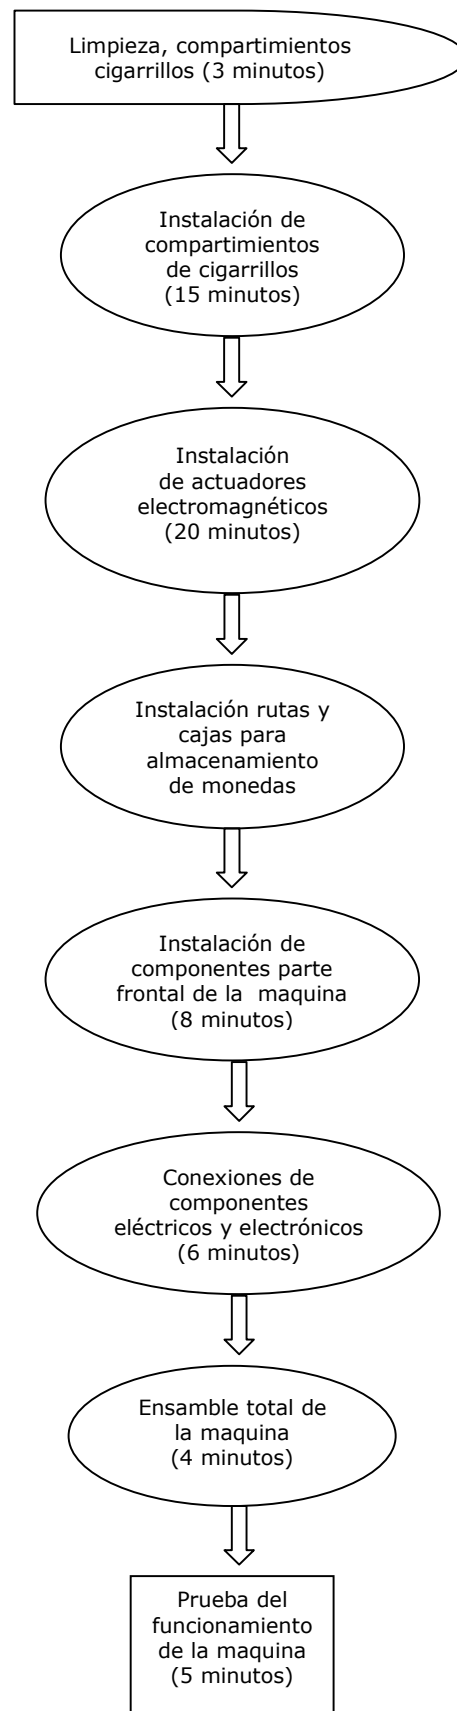 Limpieza, compartimientos
cigarrillos (3 minutos)
Instalación de
compartimientos
de cigarrillos
(15 minutos)
Instalación
de actuadores
electromagnéticos
(20 minutos)
Instalación rutas y
cajas para
almacenamiento
de monedas
Instalación de
componentes parte
frontal de la maquina
(8 minutos)
Conexiones de
componentes
eléctricos y electrónicos
(6 minutos)
Ensamble total de
la maquina
(4 minutos)
Prueba del
funcionamiento
de la maquina
(5 minutos)